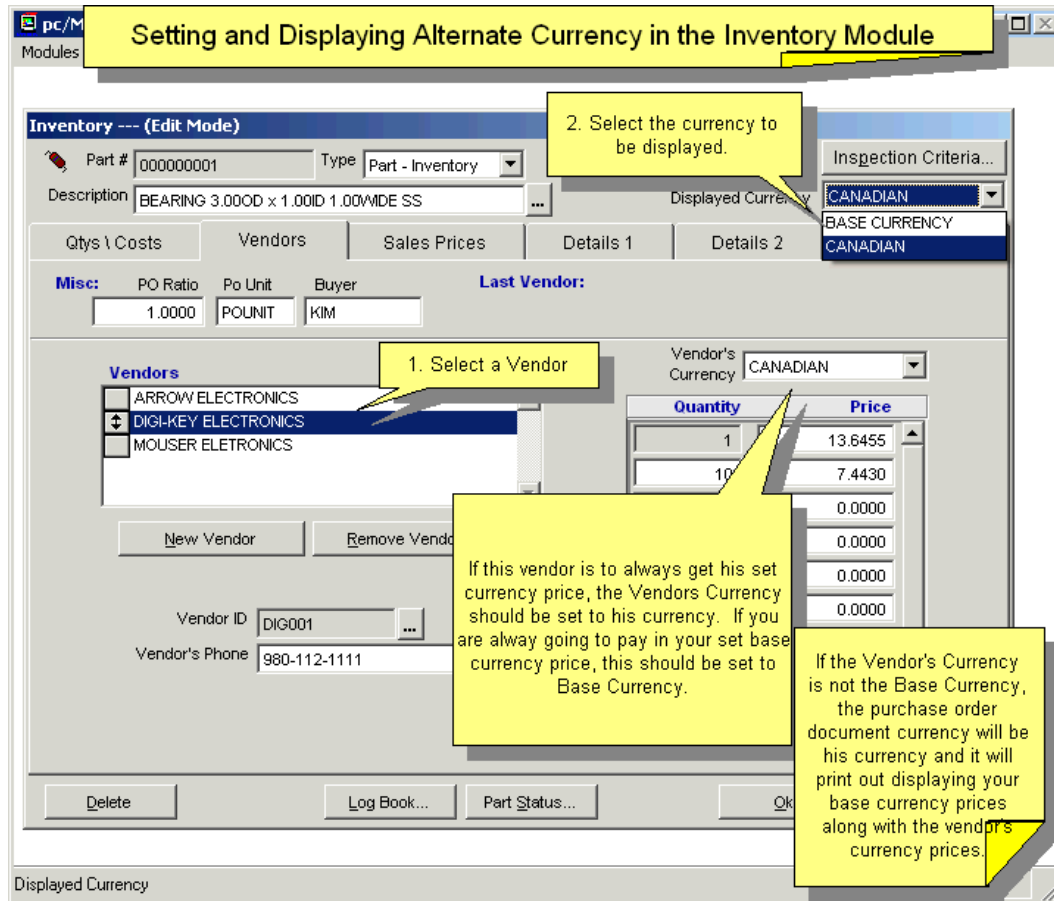 pc/M
Setting and Displaying Alternate Currency in the Inventory Module
Modules
Inventory --- (Edit Mode)
2. Select the currency to
be displayed.
Part # 000000001 Type Part - Inventory
Inspection Criteria...
Description BEARING 3.00OD x 1.00ID 1.00WIDE SS ...
Displayed Currency CANADIAN
BASE CURRENCY
CANADIAN
Qtys \ Costs Vendors Sales Prices Details 1 Details 2
Misc: PO Ratio Po Unit Buyer Last Vendor:
1.0000 POUNIT KIM
1. Select a Vendor
Vendor's
Currency CANADIAN
Vendors
ARROW ELECTRONICS
DIGI-KEY ELECTRONICS
MOUSER ELETRONICS
Quantity Price
1 13.6455
10 7.4430
0.0000
0.0000
0.0000
0.0000
New Vendor Remove Vendo
If this vendor is to always get his set
currency price, the Vendors Currency
should be set to his currency. If you
are alway going to pay in your set base
currency price, this should be set to
Base Currency.
Vendor ID DIG001 ...
Vendor's Phone 980-112-1111
If the Vendor's Currency
is not the Base Currency,
the purchase order
document currency will be
his currency and it will
print out displaying your
base currency prices
along with the vendor's
currency prices.
Delete Log Book... Part Status... Ok
Displayed Currency